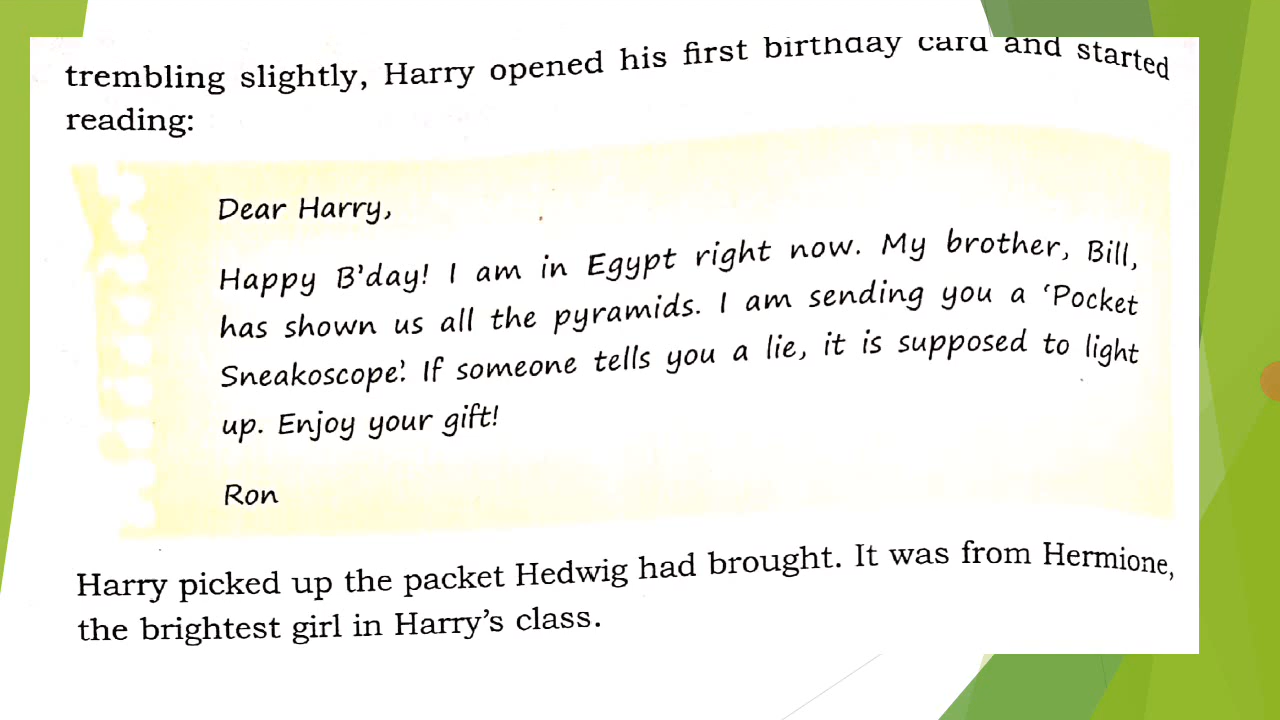 trembling slightly, Harry opened his first birthday card and started
reading:
Dear Harry,
Happy B'day! I am in Egypt right now. My brother, Bill,
has shown us all the pyramids. I am sending you a ‘Pocket
Sneakoscope’. If someone tells you a lie, it is supposed to light
up. Enjoy your gift!
Ron
Harry picked up the packet Hedwig had brought. It was from Hermione,
the brightest girl in Harry’s class.